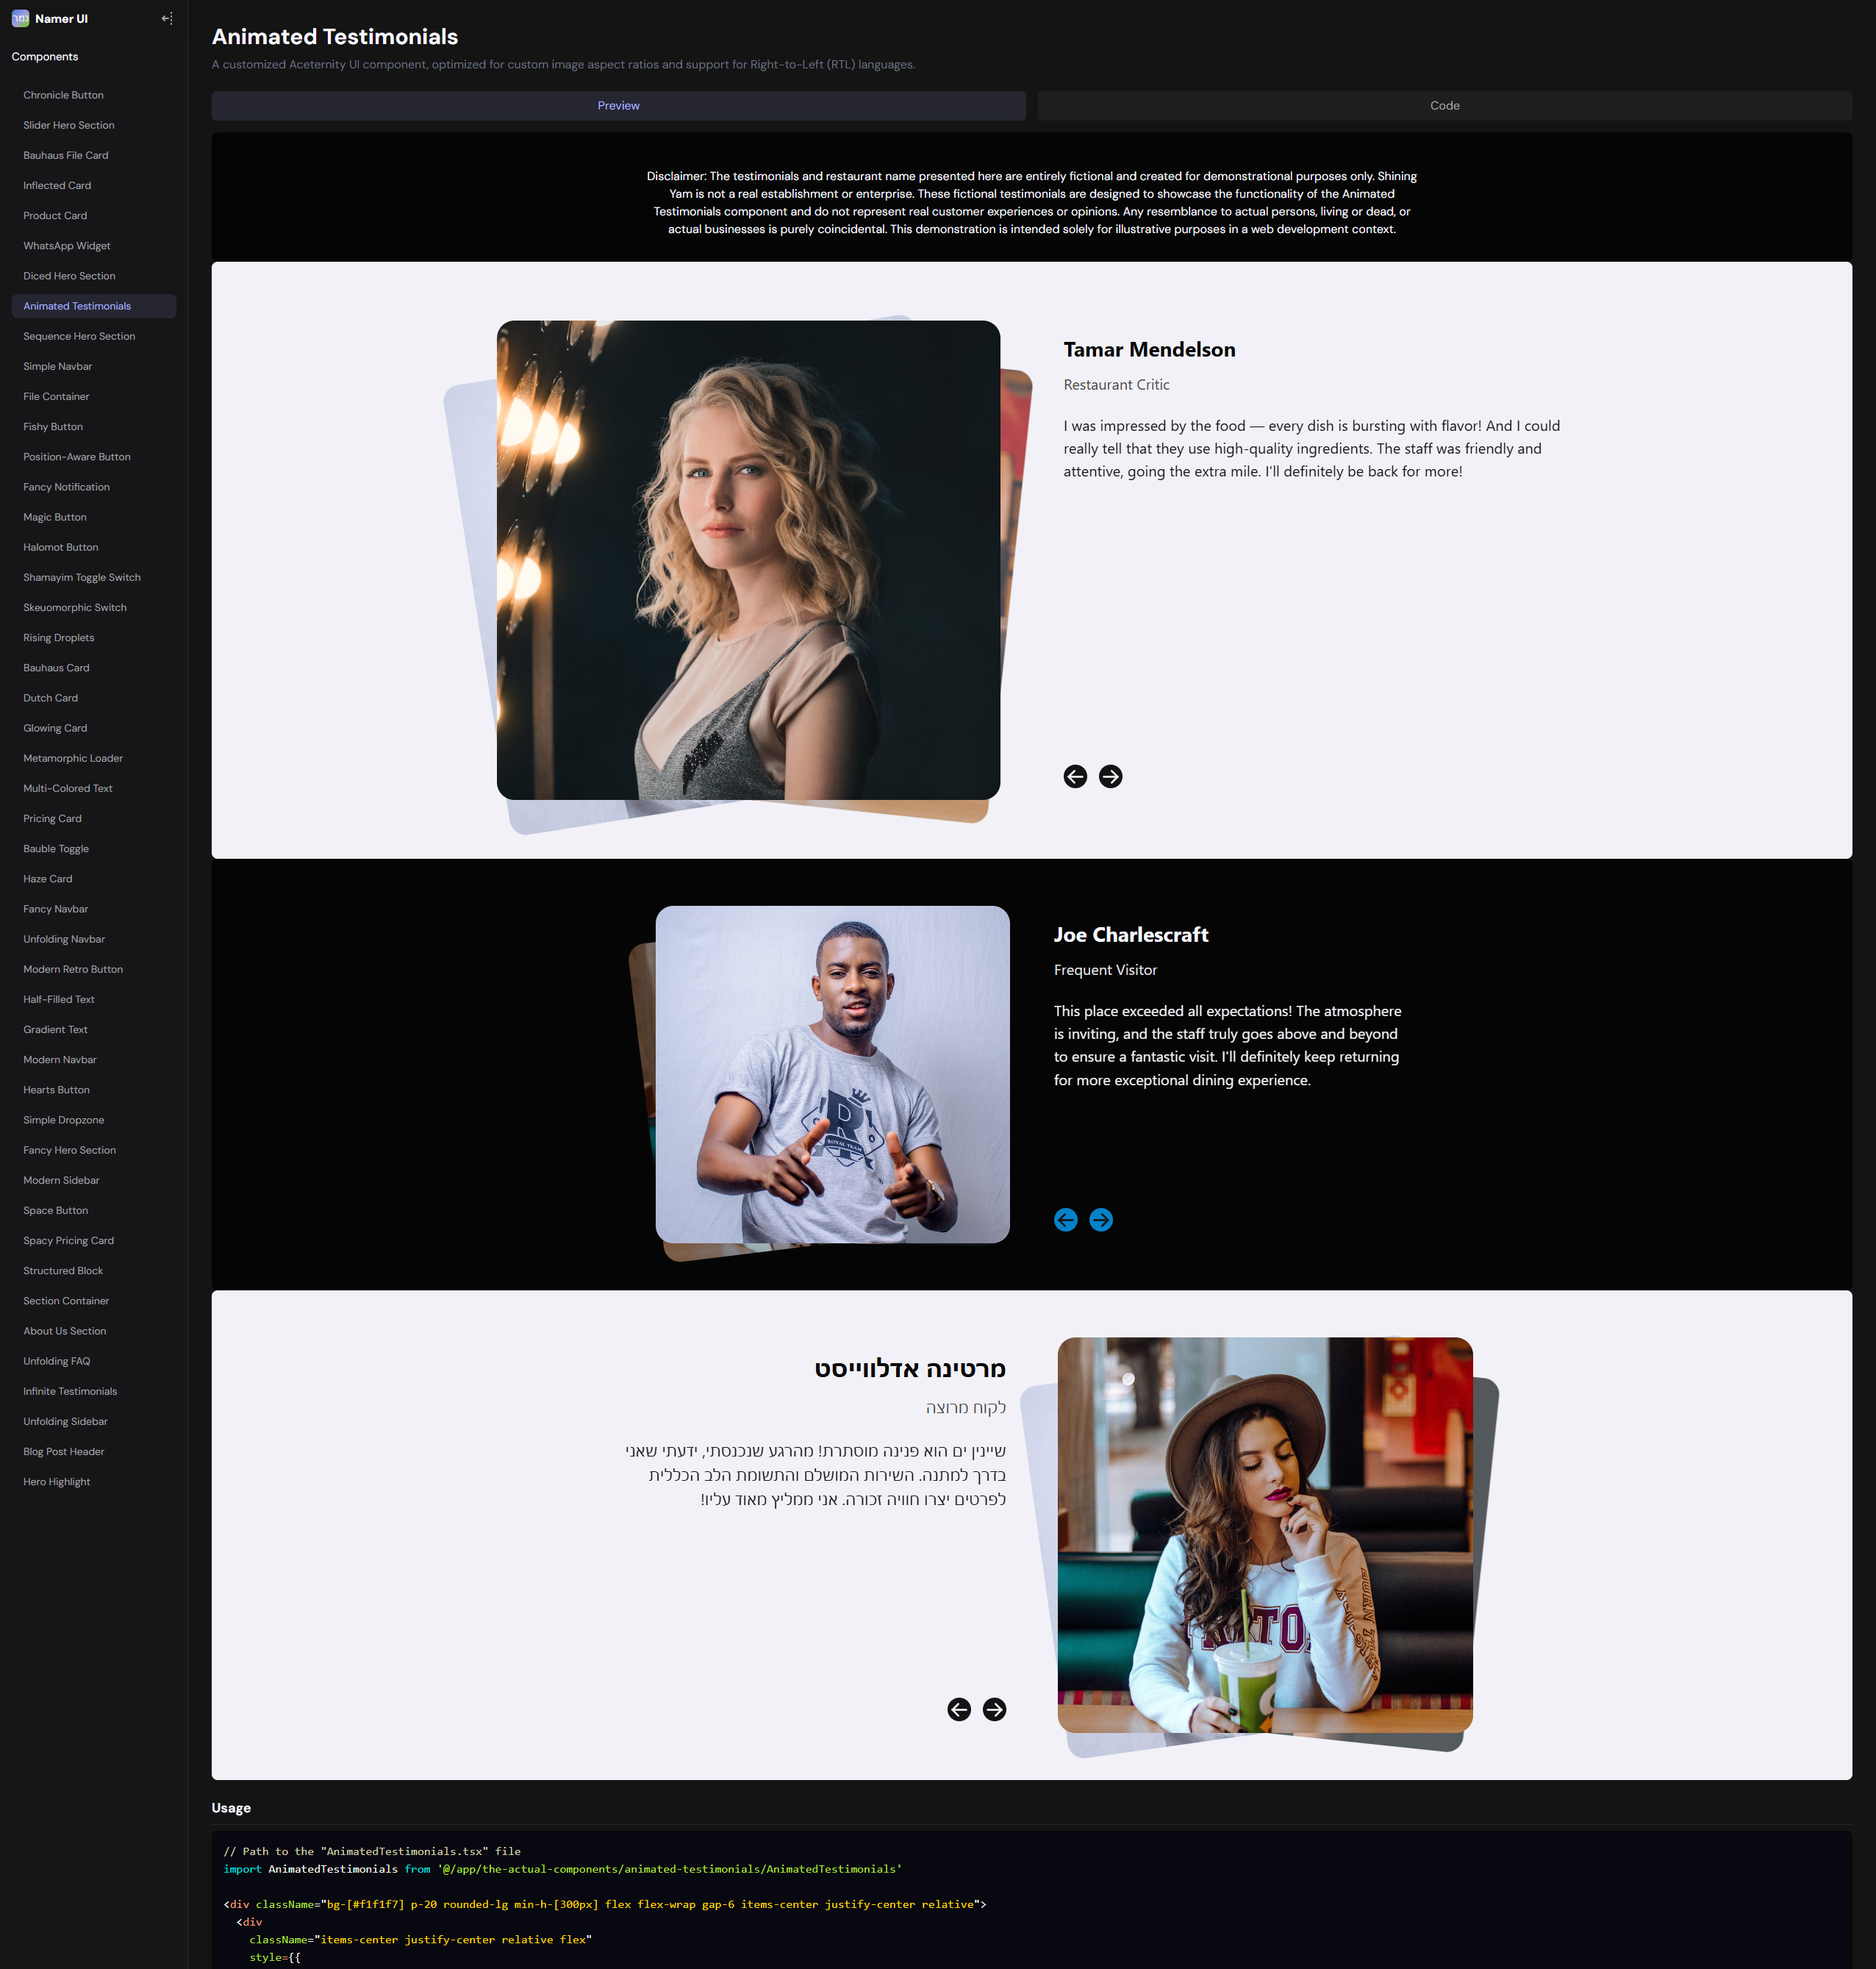 נמר
Namer UI
Components
Chronicle Button
Slider Hero Section
Bauhaus File Card
Inflected Card
Product Card
WhatsApp Widget
Diced Hero Section
Animated Testimonials
Sequence Hero Section
Simple Navbar
File Container
Fishy Button
Position-Aware Button
Fancy Notification
Magic Button
Halomot Button
Shamayim Toggle Switch
Skeuomorphic Switch
Rising Droplets
Bauhaus Card
Dutch Card
Glowing Card
Metamorphic Loader
Multi-Colored Text
Pricing Card
Bauble Toggle
Haze Card
Fancy Navbar
Unfolding Navbar
Modern Retro Button
Half-Filled Text
Gradient Text
Modern Navbar
Hearts Button
Simple Dropzone
Fancy Hero Section
Modern Sidebar
Space Button
Spacy Pricing Card
Structured Block
Section Container
About Us Section
Unfolding FAQ
Infinite Testimonials
Unfolding Sidebar
Blog Post Header
Hero Highlight
Animated Testimonials
A customized Aceternity UI component, optimized for custom image aspect ratios and support for Right-to-Left (RTL) languages.
Preview
Code
Disclaimer: The testimonials and restaurant name presented here are entirely fictional and created for demonstrational purposes only. Shining
Yam is not a real establishment or enterprise. These fictional testimonials are designed to showcase the functionality of the Animated
Testimonials component and do not represent real customer experiences or opinions. Any resemblance to actual persons, living or dead, or
actual businesses is purely coincidental. This demonstration is intended solely for illustrative purposes in a web development context.
Tamar Mendelson
Restaurant Critic
I was impressed by the food — every dish is bursting with flavor! And I could
really tell that they use high-quality ingredients. The staff was friendly and
attentive, going the extra mile. I'll definitely be back for more!
Joe Charlescraft
Frequent Visitor
This place exceeded all expectations! The atmosphere
is inviting, and the staff truly goes above and beyond
to ensure a fantastic visit. I'll definitely keep returning
for more exceptional dining experience.
R
ROYAL TEAM
מרטינה אדלווייסט
לקוח מרוצה
שיינין ים הוא פנינה מוסתרת! מהרגע שנכנסתי, ידעתי שאני
בדרך למתנה. השירות המושלם והתשומת הלב הכללית
לפרטים יצרו חוויה זכורה. אני ממליץ מאוד עליו!
Usage
// Path to the "AnimatedTestimonials.tsx" file
import AnimatedTestimonials from '@/app/the-actual-components/animated-testimonials/AnimatedTestimonials'
<div className="bg-[#f1f1f7] p-20 rounded-lg min-h-[300px] flex flex-wrap gap-6 items-center justify-center relative">
<div
className="items-center justify-center relative flex"
style={{